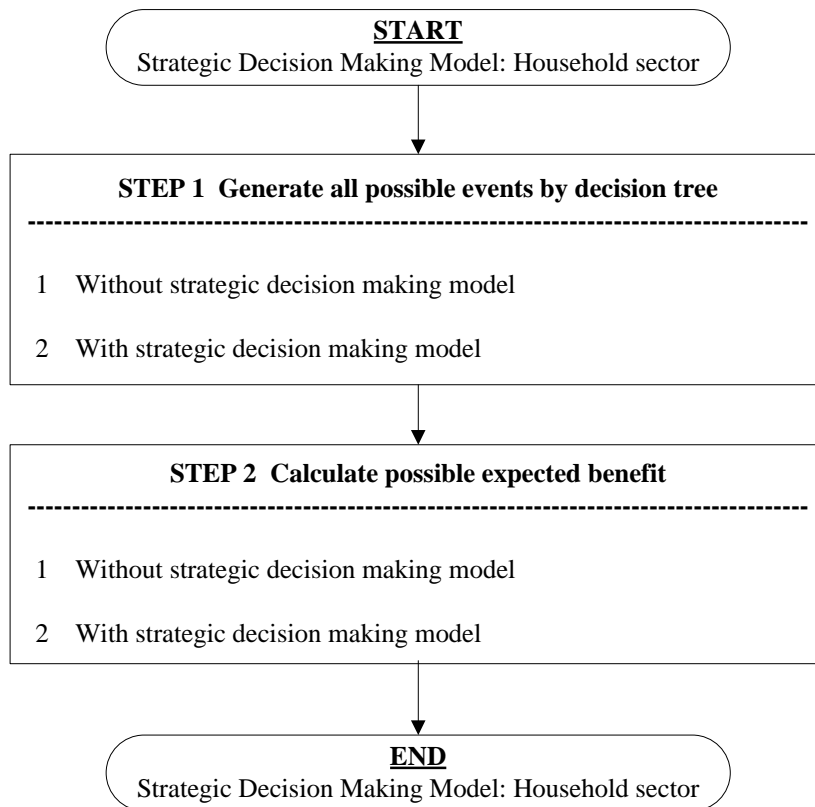 START
Strategic Decision Making Model: Household sector
STEP 1 Generate all possible events by decision tree
1 Without strategic decision making model
2 With strategic decision making model
STEP 2 Calculate possible expected benefit
1 Without strategic decision making model
2 With strategic decision making model
END
Strategic Decision Making Model: Household sector